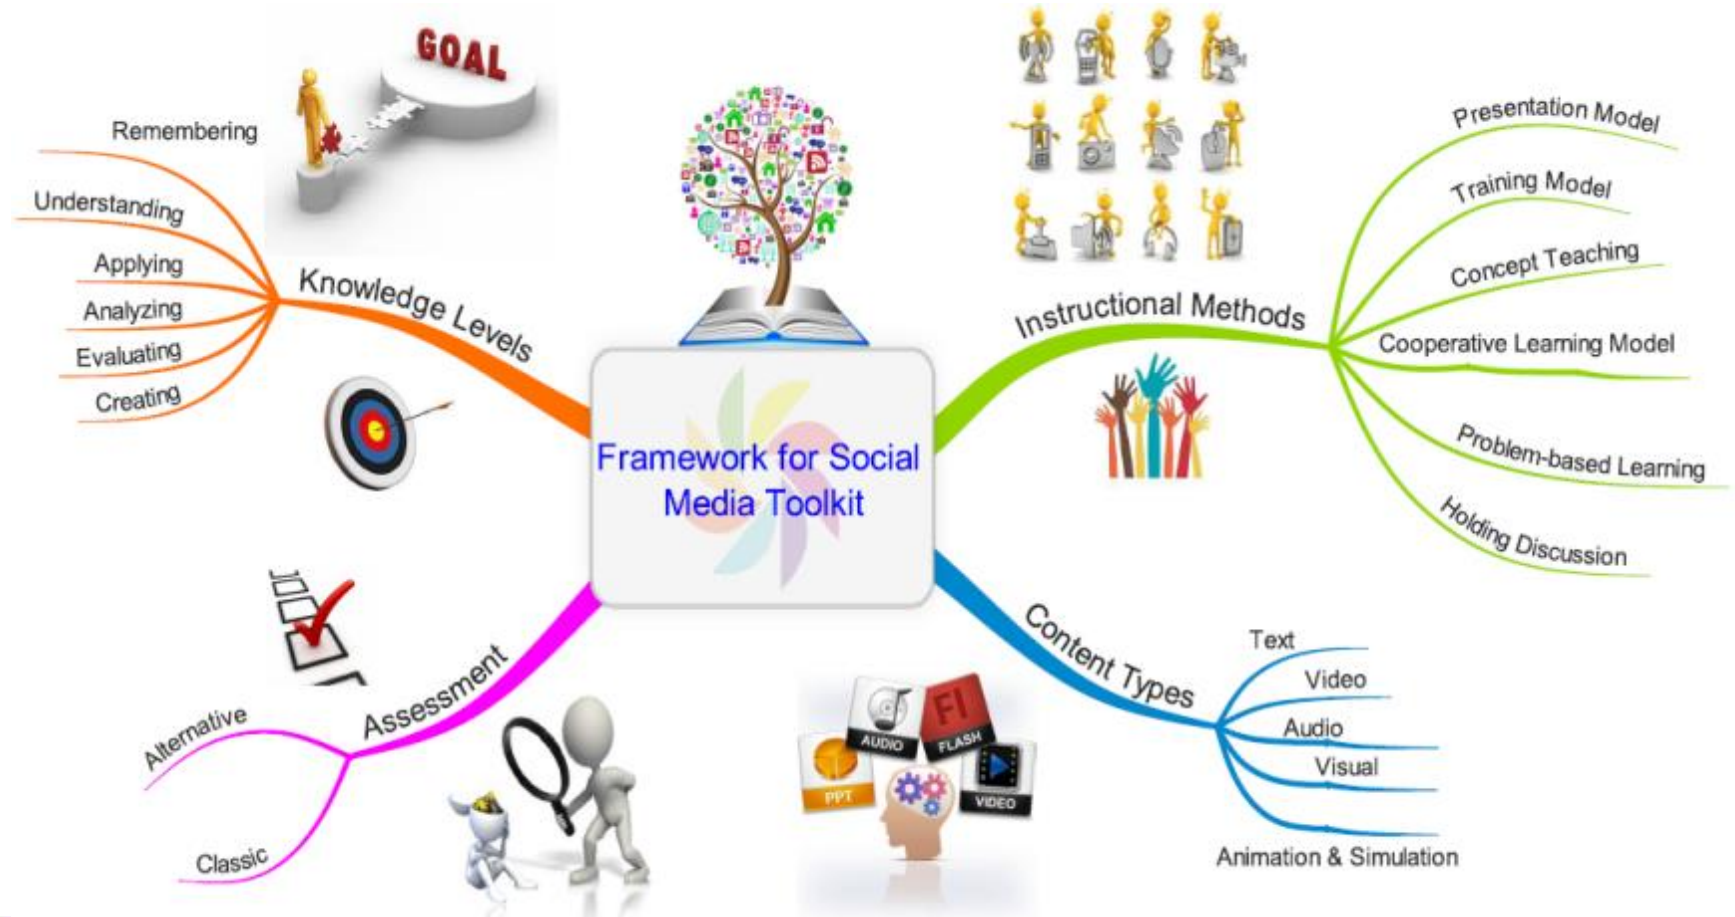 GOAL
Remembering
Understanding
Applying
Analyzing
Evaluating
Creating
Knowledge Levels
Framework for Social
Media Toolkit
Instructional Methods
Presentation Model
Training Model
Concept Teaching
Cooperative Learning Model
Problem-based Learning
Holding Discussion
Assessment
Alternative
Classic
Content Types
Text
Video
Audio
Visual
Animation & Simulation
AUDIO
Fl
FLASH
PPT
VIDEO